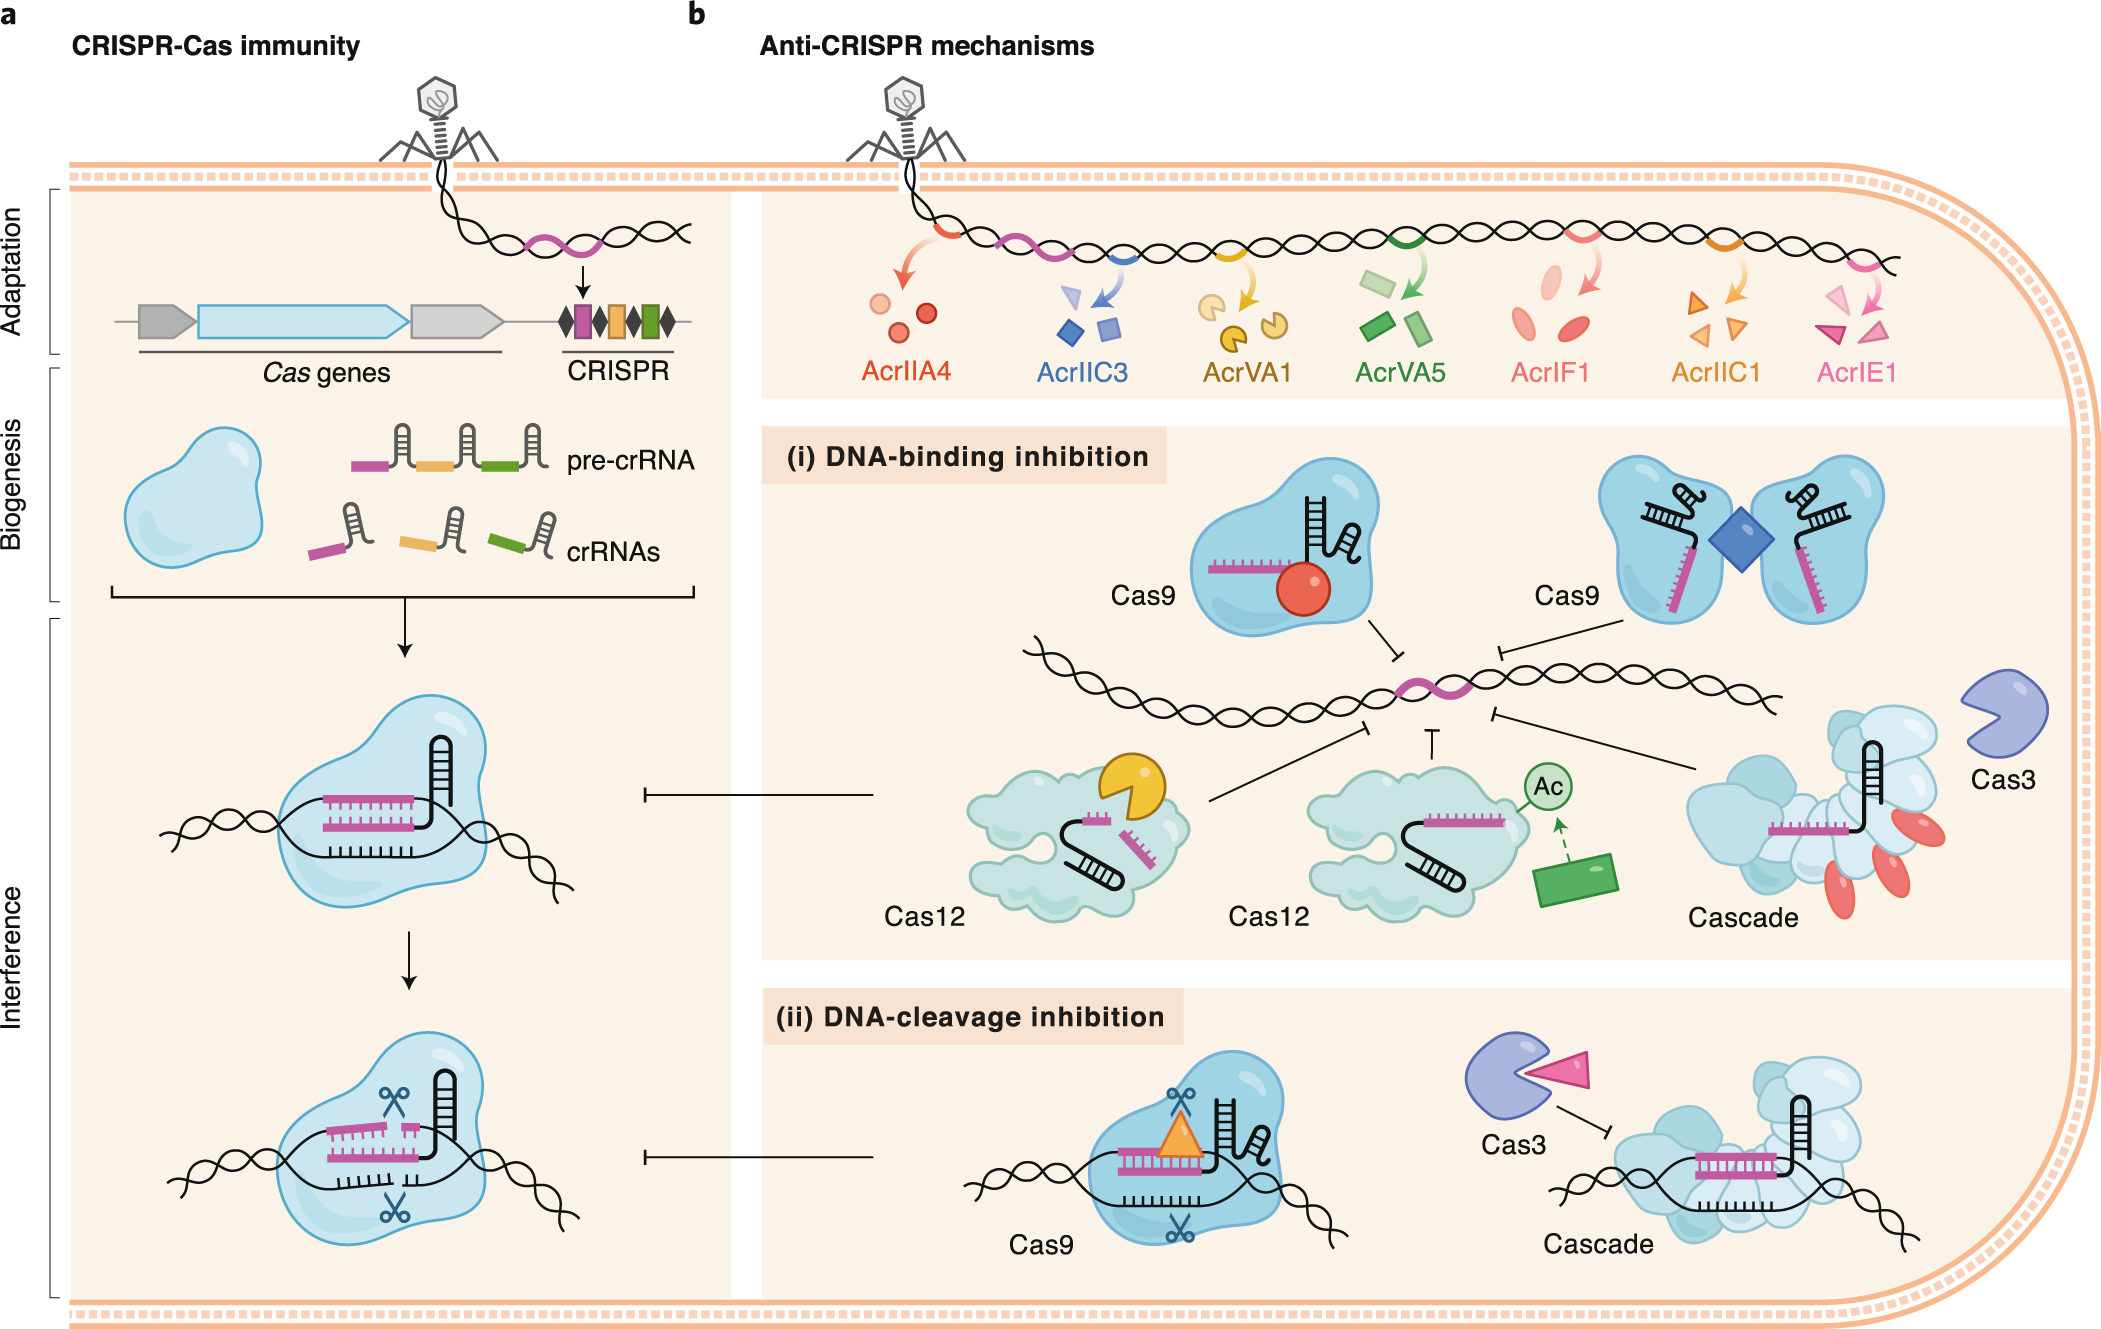 a
CRISPR-Cas immunity
b
Anti-CRISPR mechanisms
Adaptation
Biogenesis
Interference
Cas genes
CRISPR
pre-crRNA
crRNAs
AcrIIA4
AcrIIC3
AcrVA1
AcrVA5
AcrIF1
AcrIIC1
AcrIE1
(i) DNA-binding inhibition
Cas9
Cas9
Cas3
Ac
Cas12
Cas12
Cascade
(ii) DNA-cleavage inhibition
Cas9
Cas3
Cascade